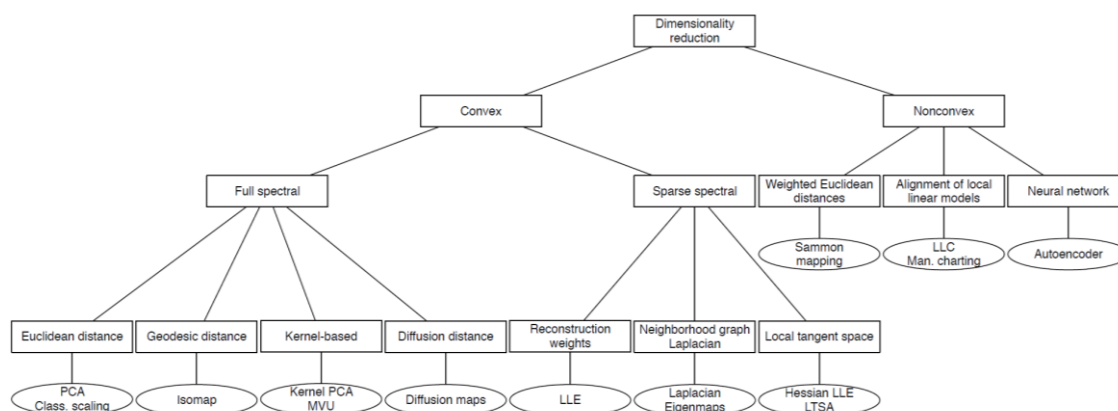 Dimensionality
reduction
Convex
Nonconvex
Full spectral
Sparse spectral
Weighted Euclidean
distances
Alignment of local
linear models
Neural network
Sammon
mapping
LLC
Man. charting
Autoencoder
Euclidean distance
Geodesic distance
Kernel-based
Diffusion distance
Reconstruction
weights
Neighborhood graph
Laplacian
Local tangent space
PCA
Class. scaling
Isomap
Kernel PCA
MVU
Diffusion maps
LLE
Laplacian
Eigenmaps
Hessian LLE
LTSA